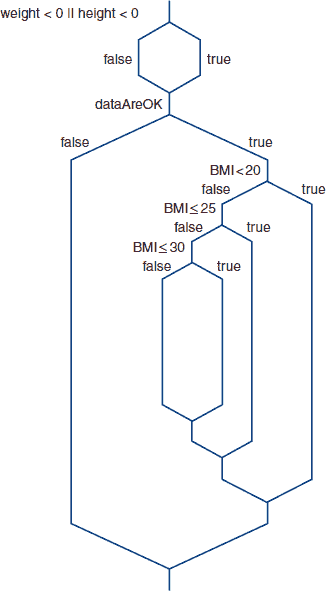 weight < 0 || height < 0
false true
dataAreOK
false true
BMI<20
false true
BMI≤25
false true
BMI≤30
false true